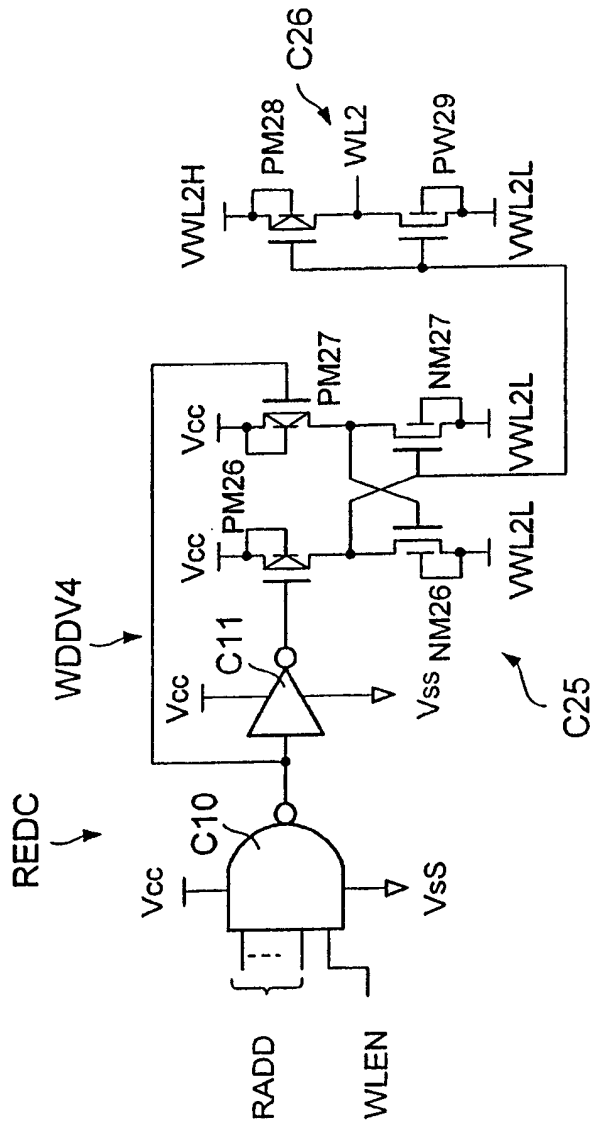 REDC
WDDV4
C26
Vcc
C10
VsS
RADD
WLEN
Vcc
C11
Vss
Vcc
PM26
Vcc
PM27
NM26
VWL2L
NM27
VWL2L
C25
VWL2H
PM28
WL2
PW29
VWL2L